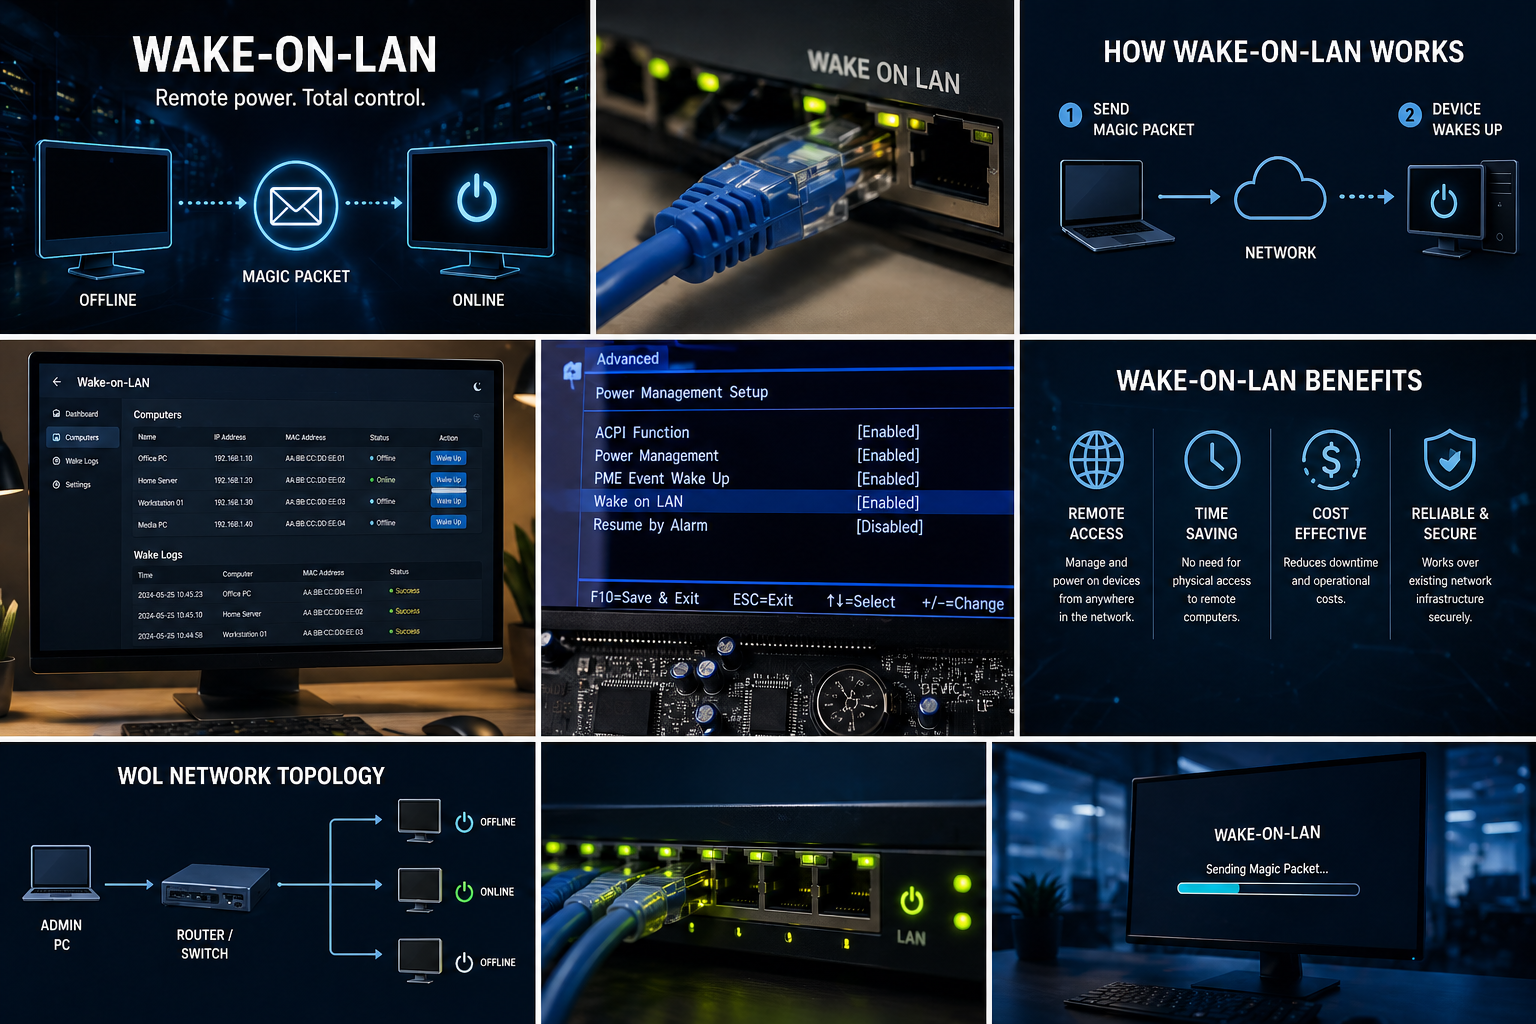 WAKE-ON-LAN
Remote power. Total control.
OFFLINE
MAGIC PACKET
ONLINE
WAKE ON LAN
HOW WAKE-ON-LAN WORKS
1 SEND
MAGIC PACKET
2 DEVICE
WAKES UP
NETWORK
Wake-on-LAN
Dashboard
Computers
Wake Logs
Settings
Computers
Name IP Address MAC Address Status Action
Office PC 192.168.1.10 AA:BB:CC:DD:EE:01 Offline Wake Up
Home Server 192.168.1.20 AA:BB:CC:DD:EE:02 Online Wake Up
Workstation 01 192.168.1.30 AA:BB:CC:DD:EE:03 Offline Wake Up
Media PC 192.168.1.40 AA:BB:CC:DD:EE:04 Offline Wake Up
Wake Logs
Time Computer MAC Address Status
2024-05-25 10:45:23 Office PC AA:BB:CC:DD:EE:01 Success
2024-05-25 10:45:10 Home Server AA:BB:CC:DD:EE:02 Success
2024-05-25 10:44:58 Workstation 01 AA:BB:CC:DD:EE:03 Success
Advanced
Power Management Setup
ACPI Function [Enabled]
Power Management [Enabled]
PME Event Wake Up [Enabled]
Wake on LAN [Enabled]
Resume by Alarm [Disabled]
F10=Save & Exit ESC=Exit ↑↓=Select +/-=Change
WAKE-ON-LAN BENEFITS
REMOTE
ACCESS
Manage and
power on devices
from anywhere
in the network.
TIME
SAVING
No need for
physical access
to remote
computers.
COST
EFFECTIVE
Reduces downtime
and operational
costs.
RELIABLE &
SECURE
Works over
existing network
infrastructure
securely.
WOL NETWORK TOPOLOGY
ADMIN
PC
ROUTER /
SWITCH
OFFLINE
ONLINE
OFFLINE
LAN
WAKE-ON-LAN
Sending Magic Packet...